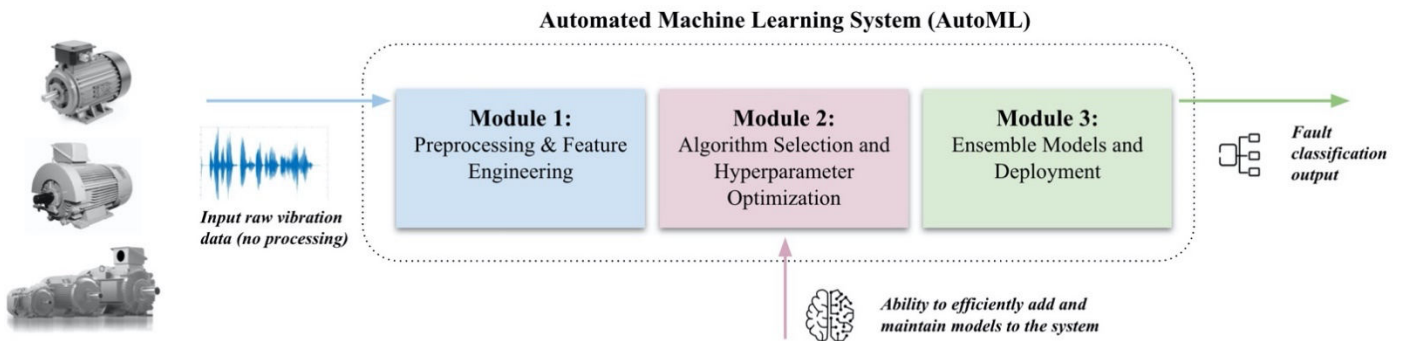 Automated Machine Learning System (AutoML)
Input raw vibration
data (no processing)
Module 1:
Preprocessing & Feature
Engineering
Module 2:
Algorithm Selection and
Hyperparameter
Optimization
Module 3:
Ensemble Models and
Deployment
Fault
classification
output
Ability to efficiently add and
maintain models to the system